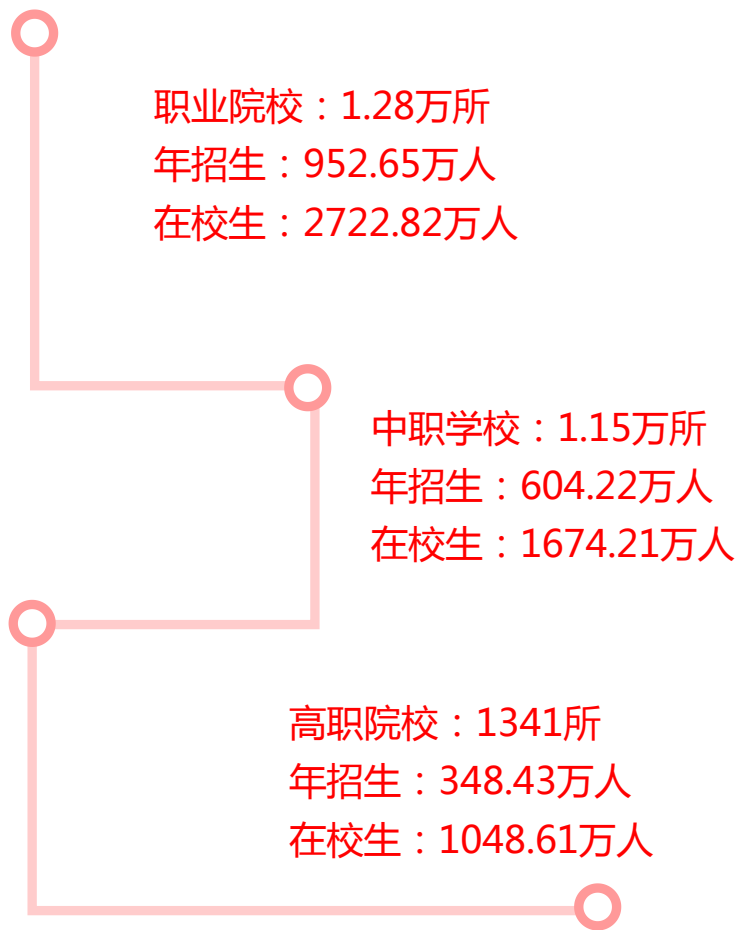 职业院校：1.28万所
年招生：952.65万人
在校生：2722.82万人
中职学校：1.15万所
年招生：604.22万人
在校生：1674.21万人
高职院校：1341所
年招生：348.43万人
在校生：1048.61万人